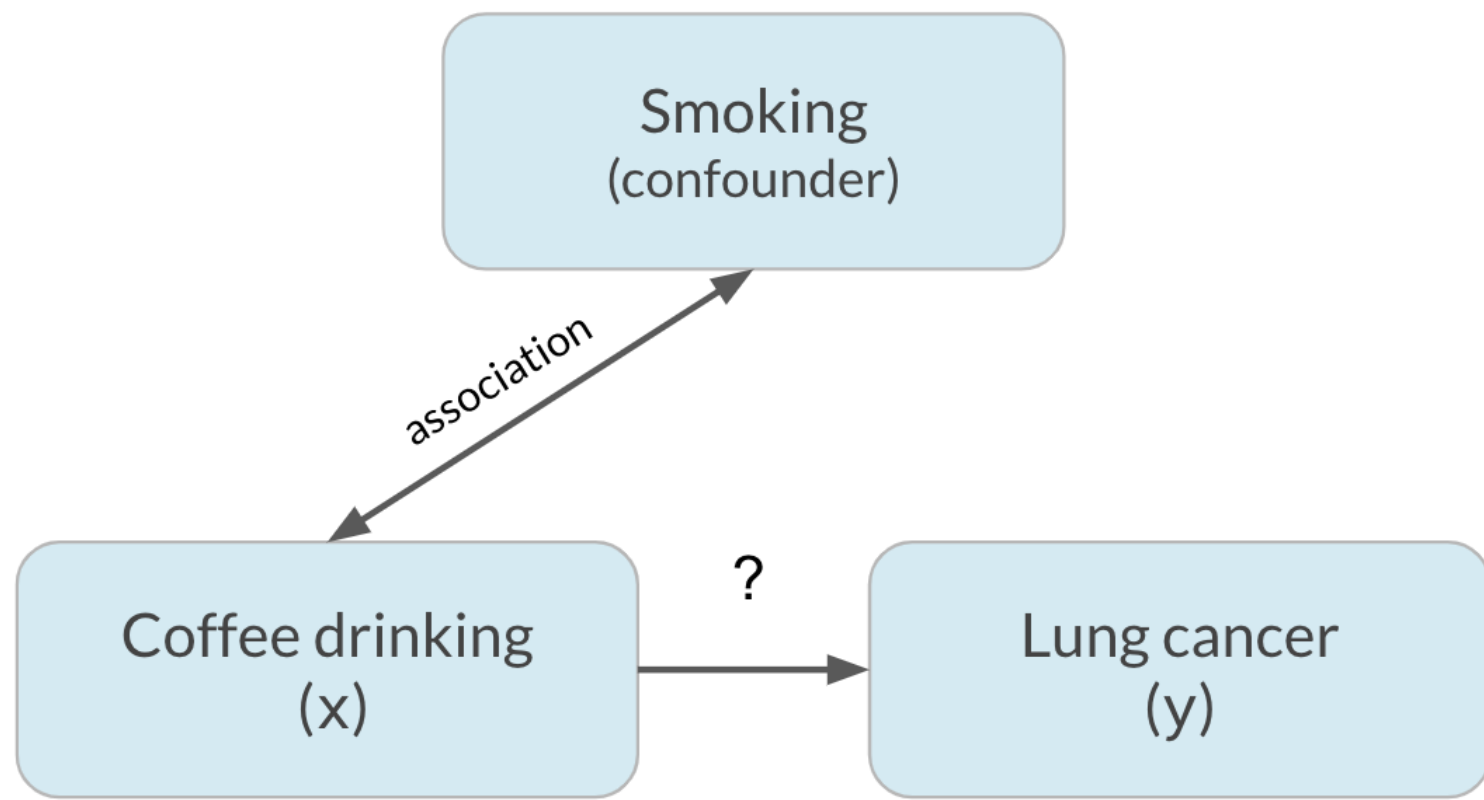 Smoking
(confounder)
association
?
Coffee drinking
(x)
Lung cancer
(y)